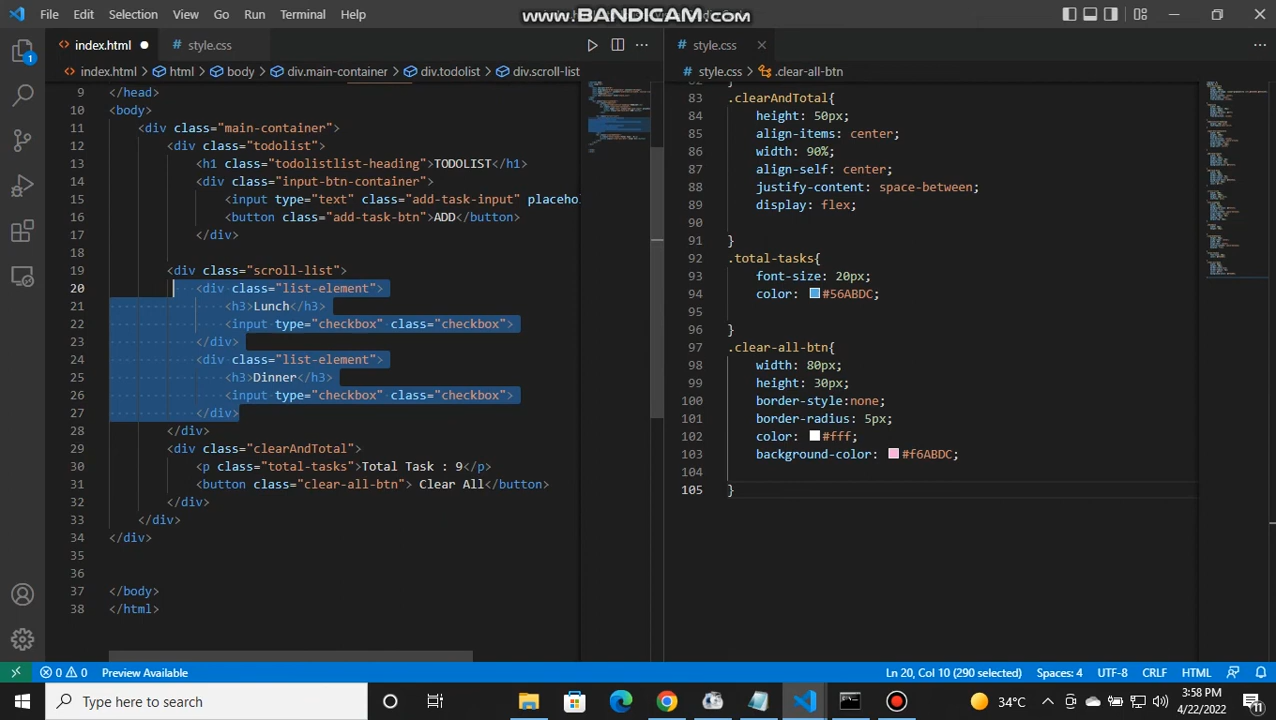 File Edit Selection View Go Run Terminal Help
www.BANDICAM.com
index.html
style.css
style.css
index.html > html > body > div.main-container > div.todolist > div.scroll-list
style.css > .clear-all-btn
9 </head>
10 <body>
11 <div class="main-container">
12 <div class="todolist">
13 <h1 class="todolistlist-heading">TODOLIST</h1>
14 <div class="input-btn-container">
15 <input type="text" class="add-task-input" placeho
16 <button class="add-task-btn">ADD</button>
17 </div>
18
19 <div class="scroll-list">
20 <div class="list-element">
21 <h3>Lunch</h3>
22 <input type="checkbox" class="checkbox">
23 </div>
24 <div class="list-element">
25 <h3>Dinner</h3>
26 <input type="checkbox" class="checkbox">
27 </div>
28 </div>
29 <div class="clearAndTotal">
30 <p class="total-tasks">Total Task : 9</p>
31 <button class="clear-all-btn"> Clear All</button>
32 </div>
33 </div>
34 </div>
35
36
37 </body>
38 </html>
83 .clearAndTotal{
84 height: 50px;
85 align-items: center;
86 width: 90%;
87 align-self: center;
88 justify-content: space-between;
89 display: flex;
90
91 }
92 .total-tasks{
93 font-size: 20px;
94 color: #56ABDC;
95
96 }
97 .clear-all-btn{
98 width: 80px;
99 height: 30px;
100 border-style:none;
101 border-radius: 5px;
102 color: #fff;
103 background-color: #f6ABDC;
104
105 }
1
0 0 Preview Available
Ln 20, Col 10 (290 selected) Spaces: 4 UTF-8 CRLF HTML
Type here to search
34°C
3:58 PM
4/22/2022
11